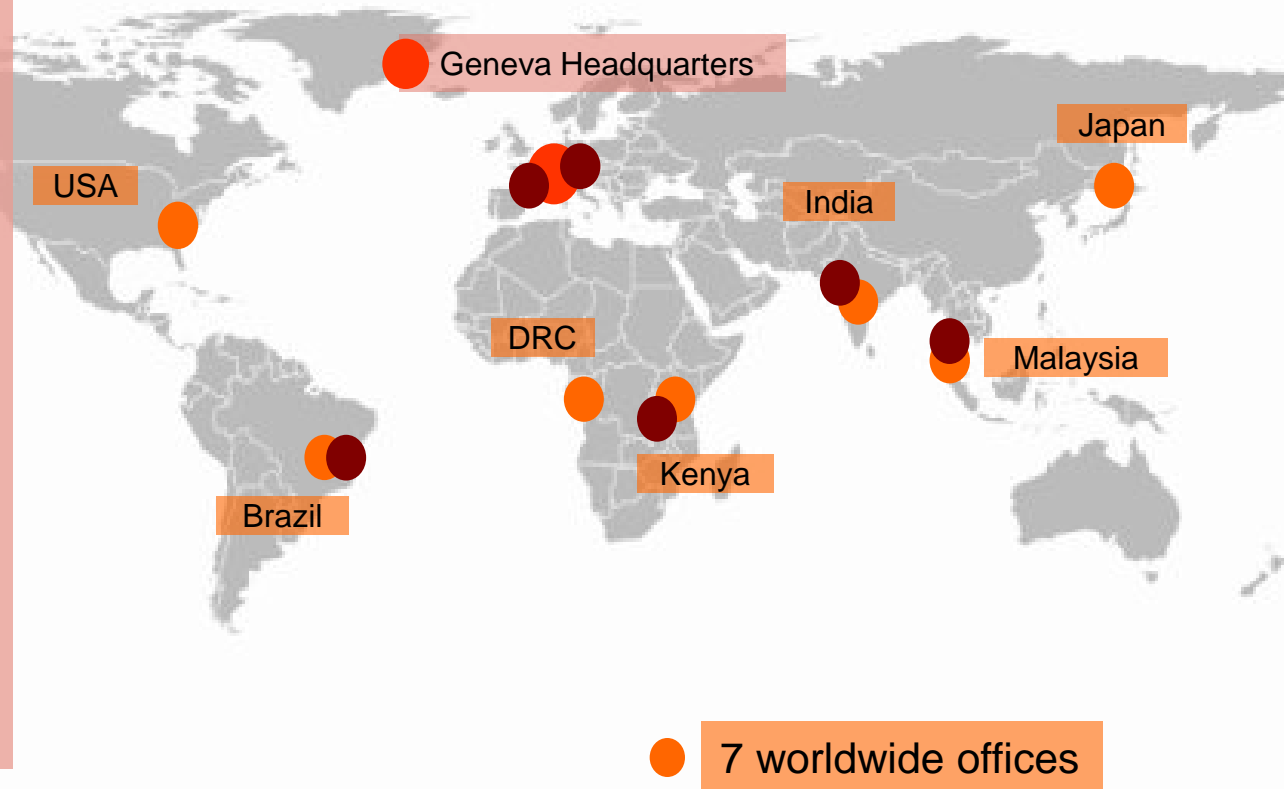 Geneva Headquarters
Japan
USA
India
DRC
Malaysia
Kenya
Brazil
7 worldwide offices